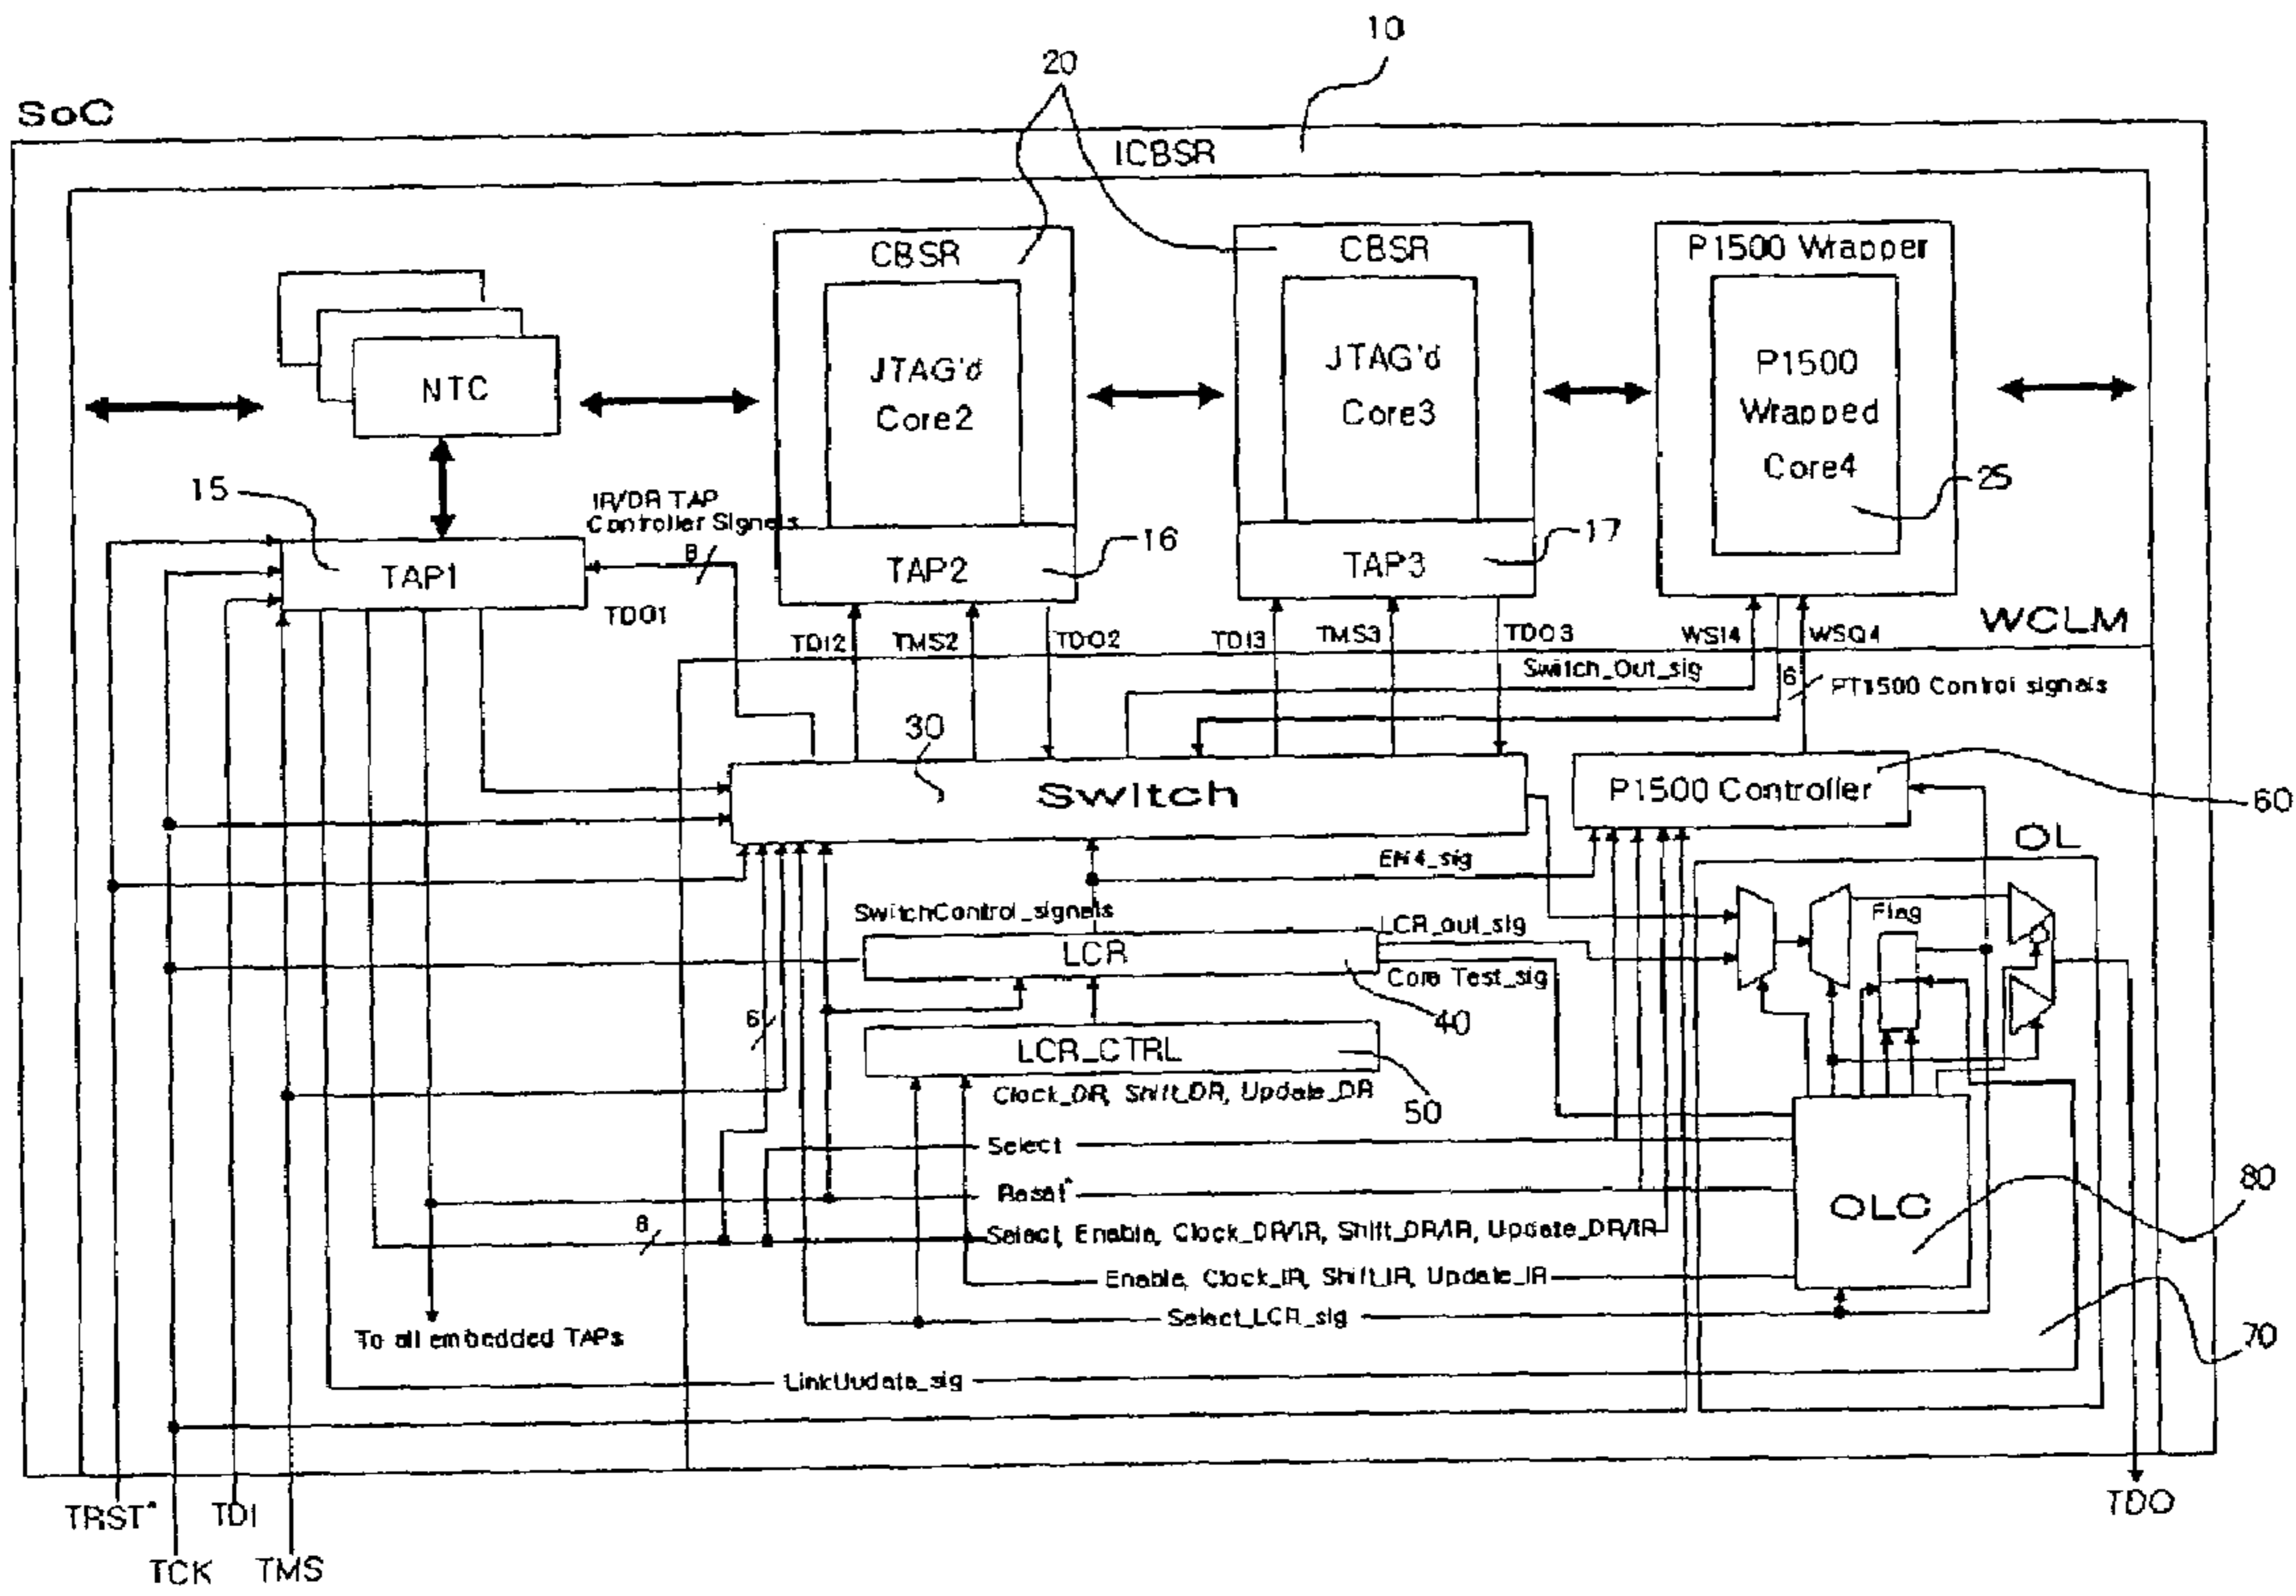 10
20
SoC
ICBSR
CBSR
CBSR
P1500 Wrapper
JTAG'd
Core2
JTAG'd
Core3
P1500
Wrapped
Core4
NTC
15
IR/DR TAP
Controller Signals
8
25
16
17
TAP1
TAP2
TAP3
TDO1
TDI2
TMS2
TDO2
TDI3
TMS3
TDO3
WSI4
WSO4
WCLM
Switch_Out_sig
6
PT1500 Control signals
30
Switch
P1500 Controller
60
OL
EN4_sig
SwitchControl_signals
LCR_out_sig
Flag
LCR
Core Test_sig
40
6
LCR_CTRL
50
Clock_DR, Shift_DR, Update_DR
Select
Reset*
80
OLC
8
Select, Enable, Clock_DR/IR, Shift_DR/IR, Update_DR/IR
Enable, Clock_IR, Shift_IR, Update_IR
Select_LCR_sig
To all embedded TAPs
70
LinkUudate_sig
TRST*
TDI
TDO
TCK
TMS